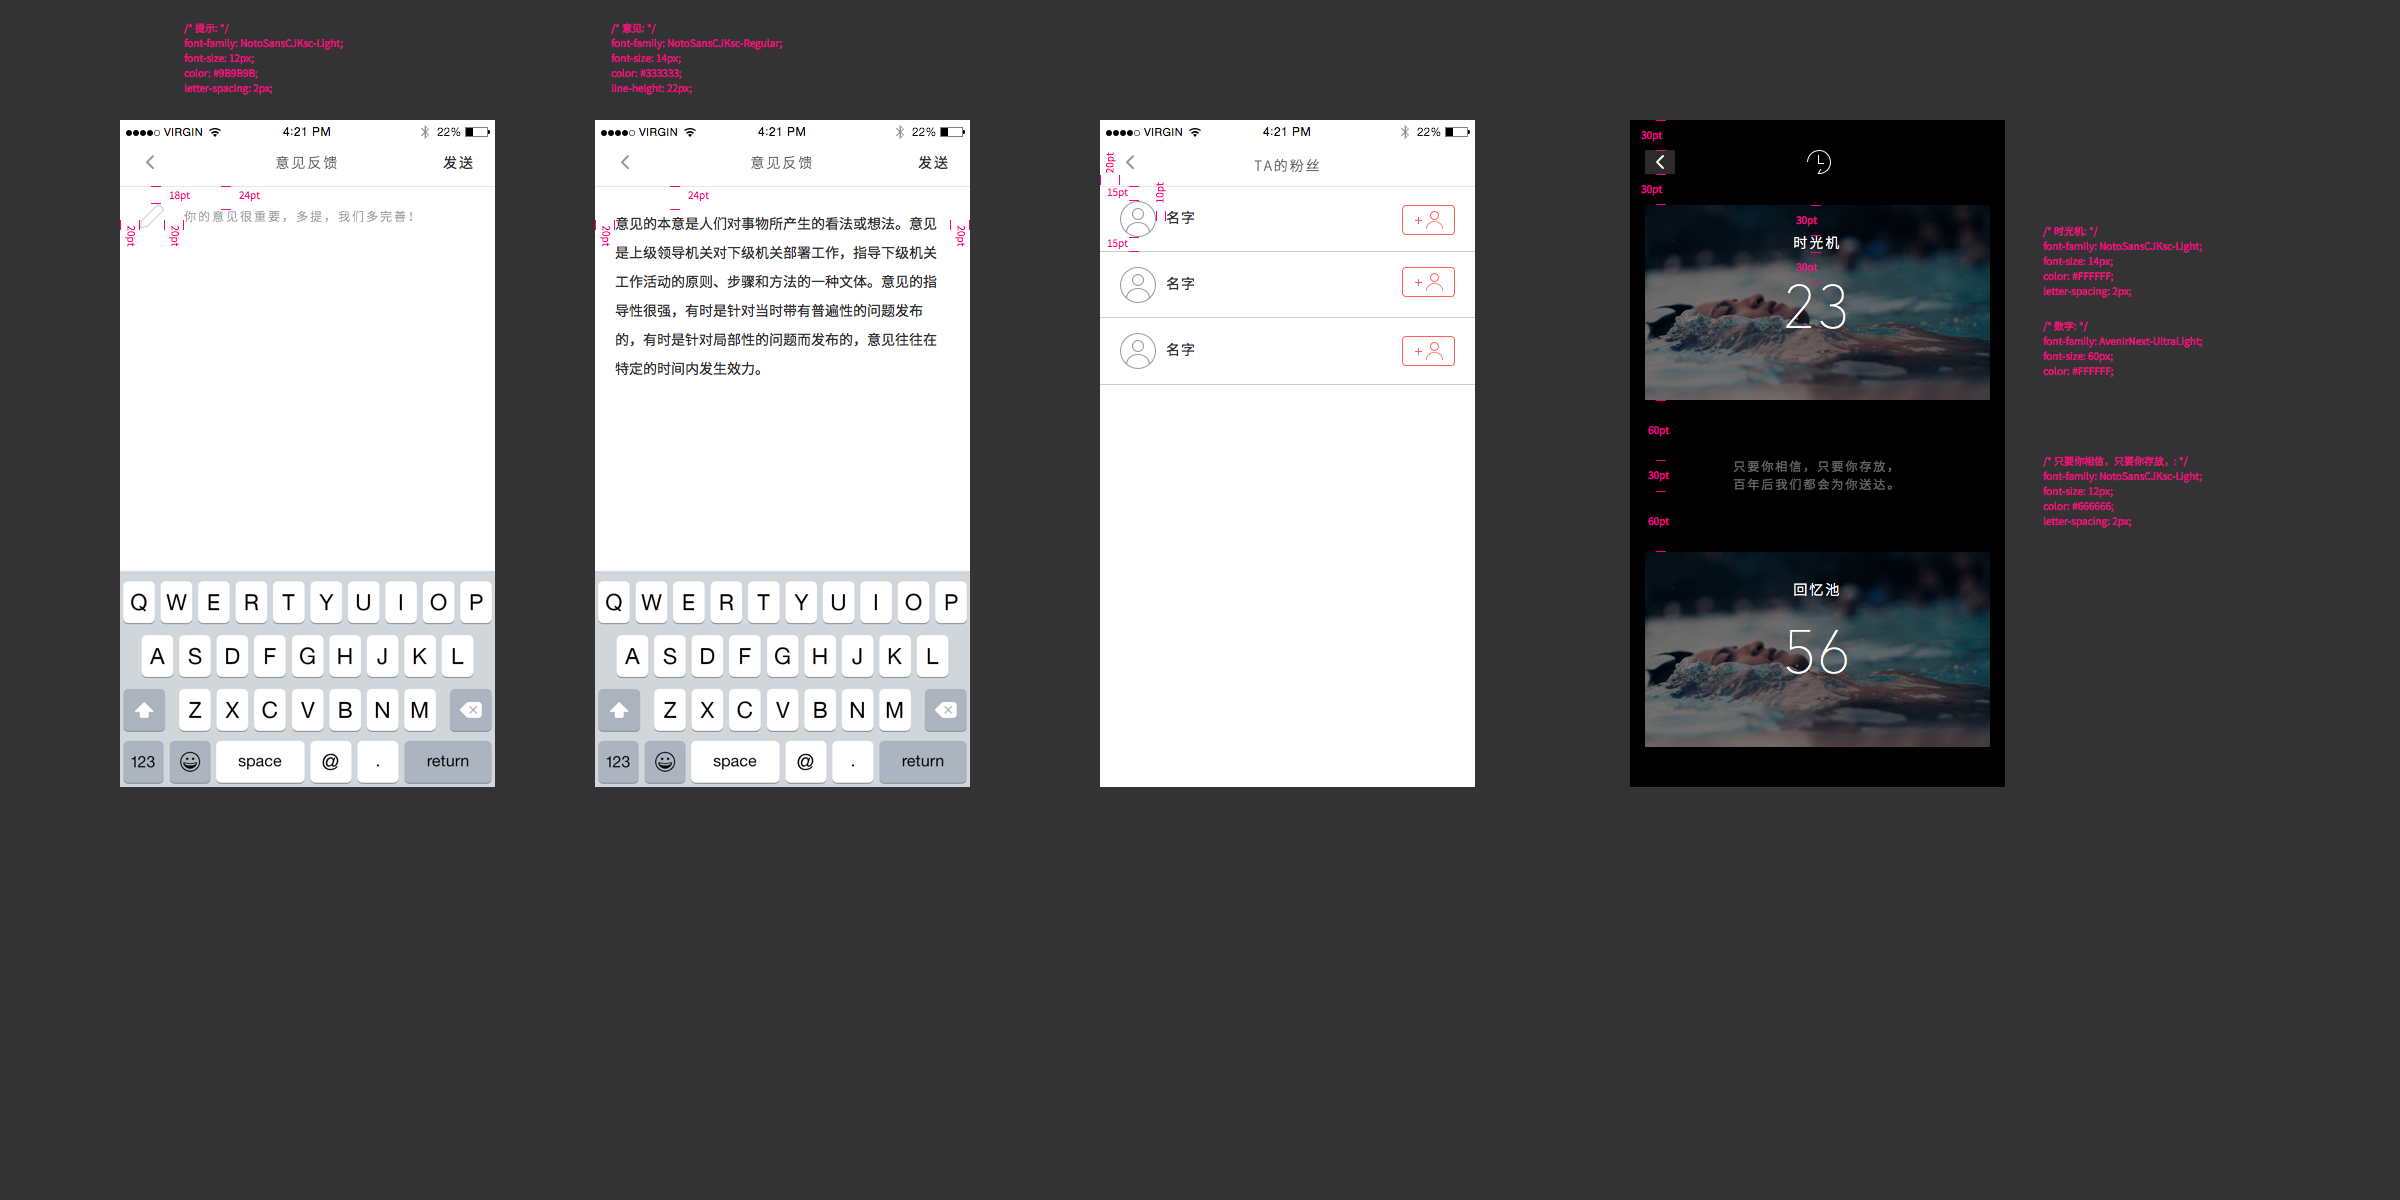 /* 提示: */
font-family: NotoSansCJKsc-Light;
font-size: 12px;
color: #9B9B9B;
letter-spacing: 2px;
VIRGIN 4:21 PM 22%
意见反馈 发送
18pt 24pt
你的意见很重要，多提，我们多完善！
20pt 20pt
Q W E R T Y U I O P
A S D F G H J K L
Z X C V B N M
123 space @ . return
/* 意见: */
font-family: NotoSansCJKsc-Regular;
font-size: 14px;
color: #333333;
line-height: 22px;
VIRGIN 4:21 PM 22%
意见反馈 发送
24pt
20pt 20pt
意见的本意是人们对事物所产生的看法或想法。意见
是上级领导机关对下级机关部署工作，指导下级机关
工作活动的原则、步骤和方法的一种文体。意见的指
导性很强，有时是针对当时带有普遍性的问题发布
的，有时是针对局部性的问题而发布的，意见往往在
特定的时间内发生效力。
Q W E R T Y U I O P
A S D F G H J K L
Z X C V B N M
123 space @ . return
VIRGIN 4:21 PM 22%
20pt
TA的粉丝
15pt 10pt
名字 +
15pt
名字 +
名字 +
30pt
30pt
30pt
时光机
30pt
23
60pt
只要你相信，只要你存放，
30pt
百年后我们都会为你送达。
60pt
回忆池
56
/* 时光机: */
font-family: NotoSansCJKsc-Light;
font-size: 14px;
color: #FFFFFF;
letter-spacing: 2px;
/* 数字: */
font-family: AvenirNext-UltraLight;
font-size: 60px;
color: #FFFFFF;
/* 只要你相信，只要你存放，: */
font-family: NotoSansCJKsc-Light;
font-size: 12px;
color: #666666;
letter-spacing: 2px;